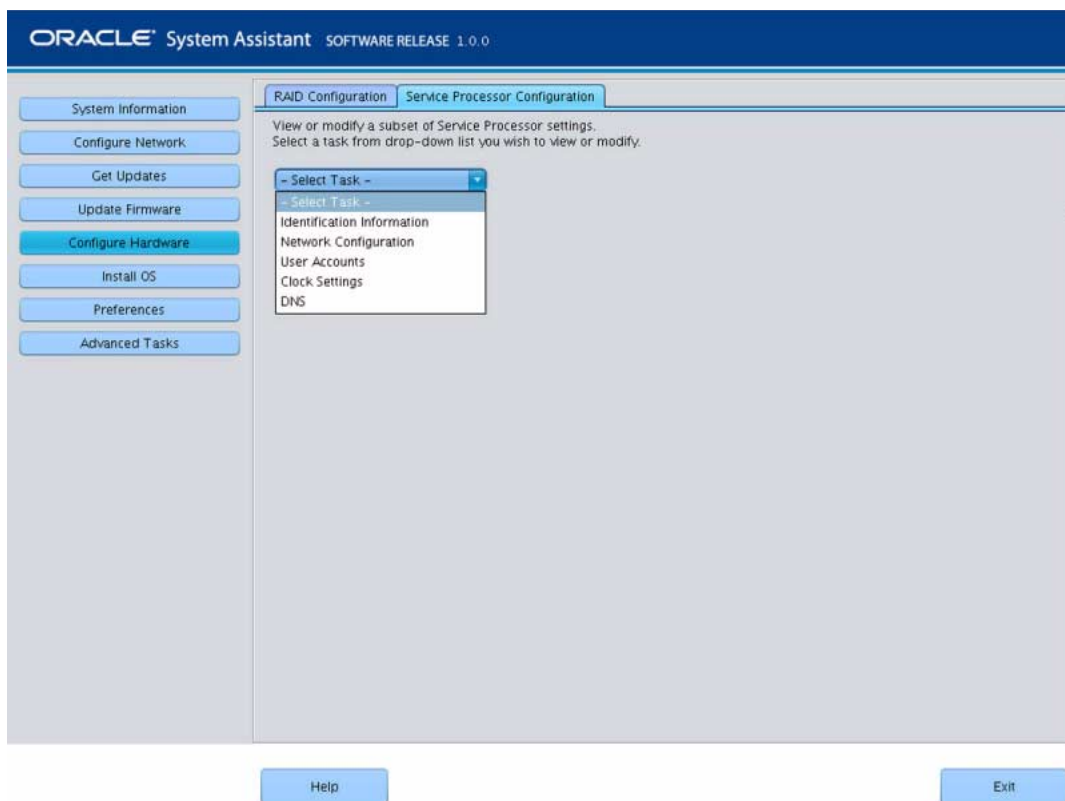 ORACLE® System Assistant SOFTWARE RELEASE 1.0.0
System Information
Configure Network
Get Updates
Update Firmware
Configure Hardware
Install OS
Preferences
Advanced Tasks
RAID Configuration
Service Processor Configuration
View or modify a subset of Service Processor settings.
Select a task from drop-down list you wish to view or modify.
- Select Task -
- Select Task -
Identification Information
Network Configuration
User Accounts
Clock Settings
DNS
Help
Exit